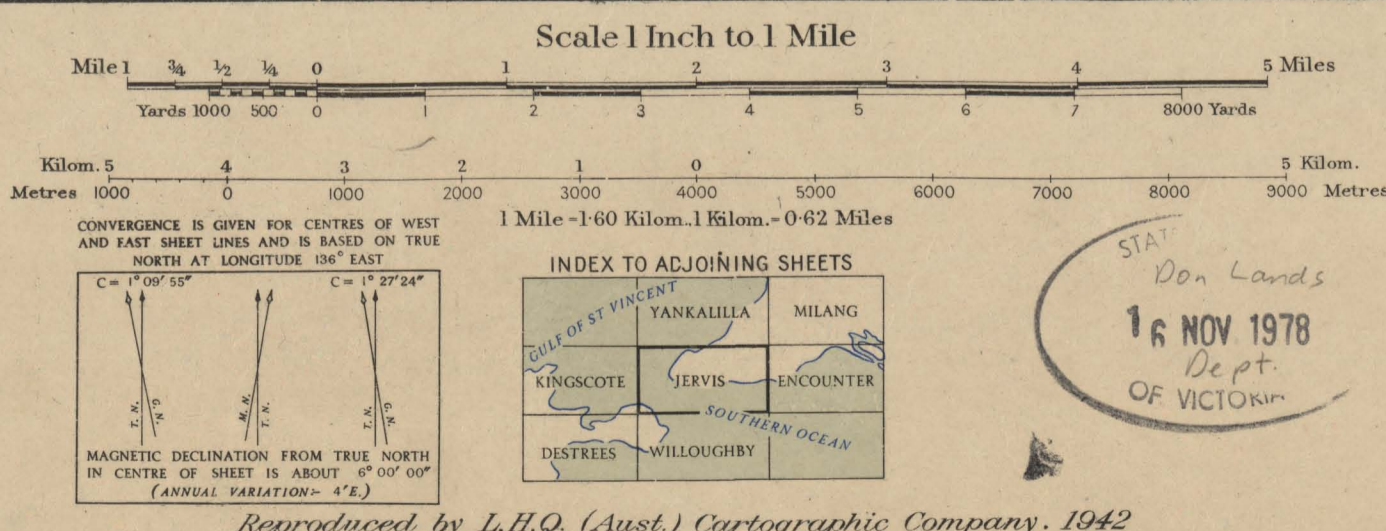 Scale 1 Inch to 1 Mile
Mile 1 ¾ ½ ¼ 0 1 2 3 4 5 Miles
Yards 1000 500 0 1 2 3 4 5 6 7 8000 Yards
Kilom. 5 4 3 2 1 0 5 Kilom.
Metres 1000 0 1000 2000 3000 4000 5000 6000 7000 8000 9000 Metres
1 Mile = 1·60 Kilom. 1 Kilom. = 0·62 Miles
CONVERGENCE IS GIVEN FOR CENTRES OF WEST
AND EAST SHEET LINES AND IS BASED ON TRUE
NORTH AT LONGITUDE 136° EAST
C = 1° 09′ 55″ C = 1° 27′ 24″
T. N. G. N. M. N. T. N. T. N. G. N.
MAGNETIC DECLINATION FROM TRUE NORTH
IN CENTRE OF SHEET IS ABOUT 6° 00′ 00″
(ANNUAL VARIATION:- 4′E.)
INDEX TO ADJOINING SHEETS
GULF OF ST VINCENT
YANKALILLA MILANG
KINGSCOTE JERVIS ENCOUNTER
SOUTHERN OCEAN
DESTREES WILLOUGHBY
STAT
Don Lands
16 NOV 1978
Dept.
OF VICTORIA
Reproduced by L.H.Q. (Aust.) Cartographic Company. 1942